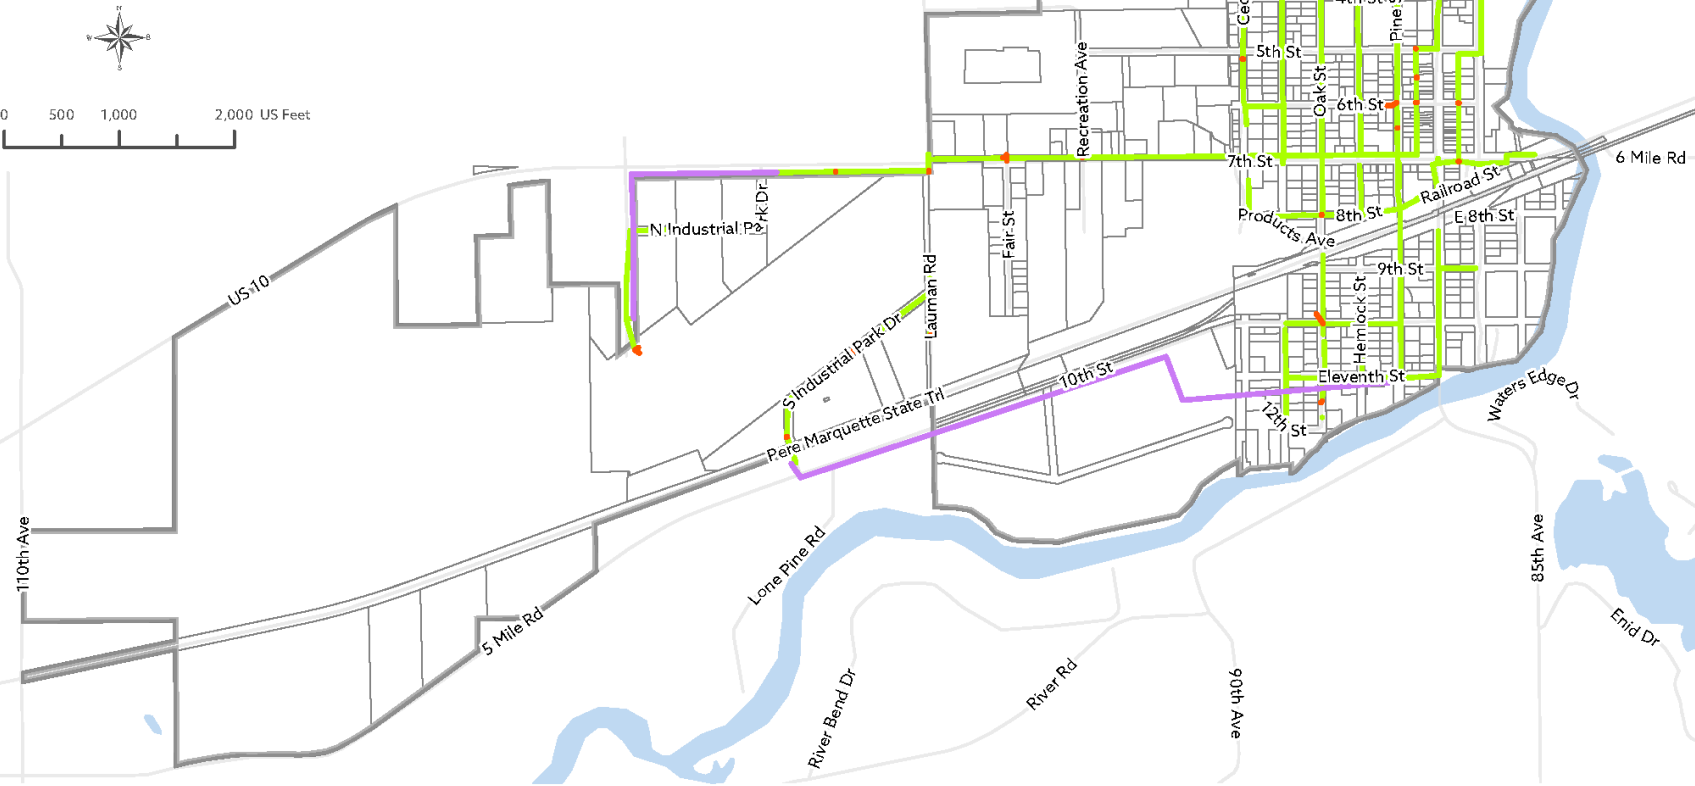 N
W
S
0 500 1,000 2,000 US Feet
4th St
Pine
5th St
Recreation Ave
Oak St
6th St
7th St
6 Mile Rd
Railroad St
Park Dr
N Industrial Pa
Fair St
Products Ave
8th St
E 8th St
US 10
Lauman Rd
9th St
Hemlock St
S Industrial Park Dr
10th St
Eleventh St
Waters Edge Dr
12th St
Pere Marquette State Trl
110th Ave
Lone Pine Rd
85th Ave
5 Mile Rd
Enid Dr
River Bend Dr
River Rd
90th Ave